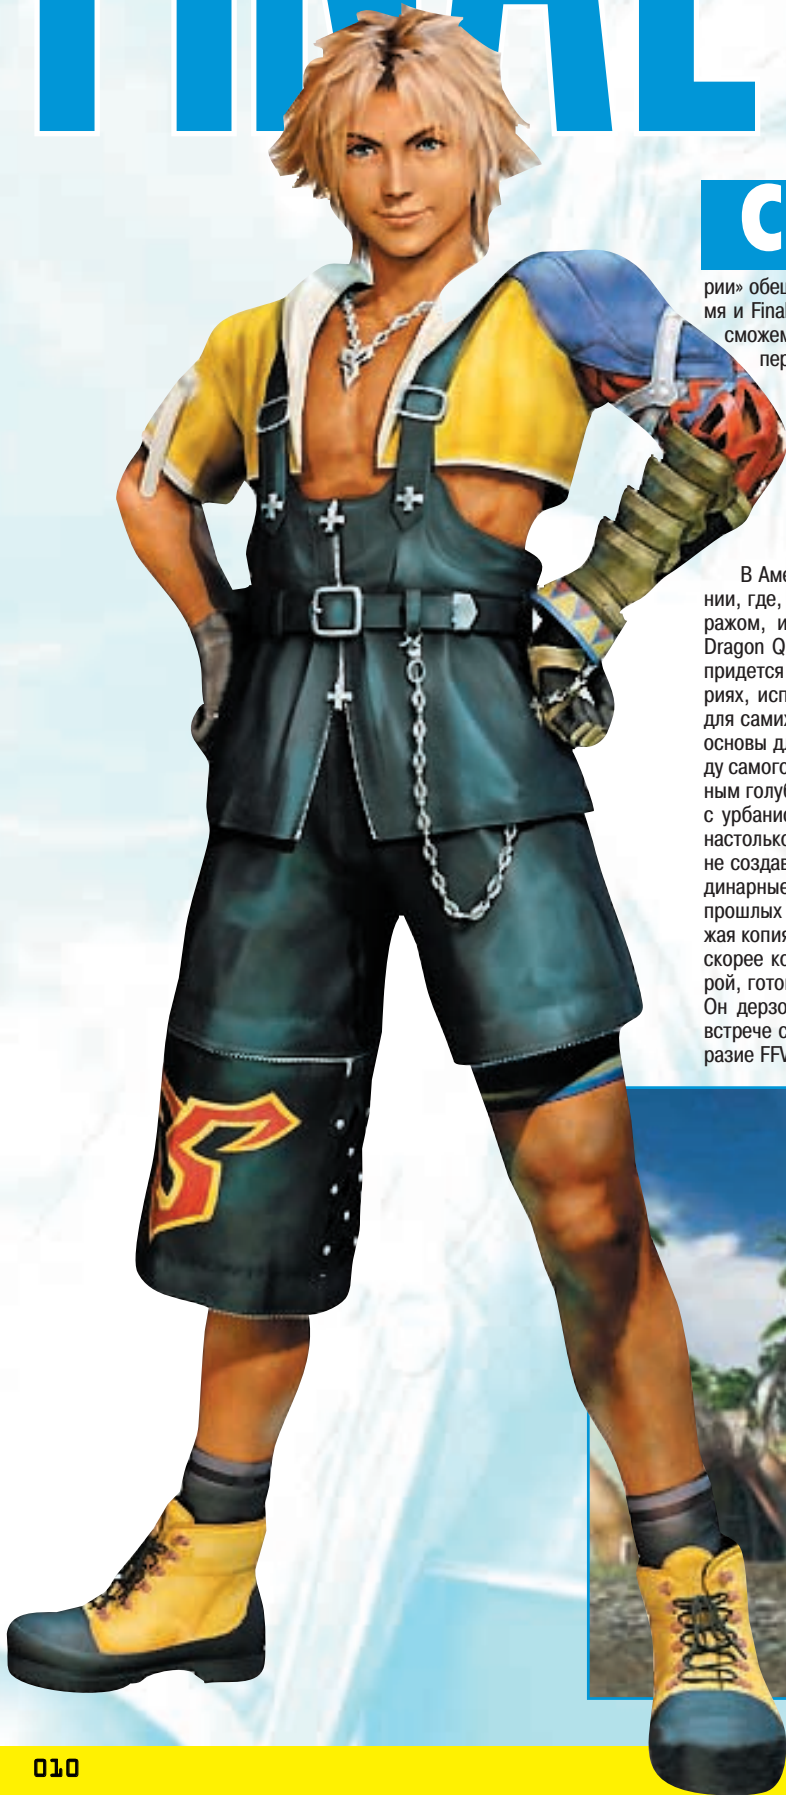 FINAL
С
рии» обещ
мя и Final
сможем
пер
В Аме
нии, где,
ражом, и
Dragon Q
придется
риях, исп
для самих
основы дл
ду самого
ным голуб
с урбанис
настолько
не создав
динарные
прошлых
жая копия
скорее ко
рой, готов
Он дерзо
встрече с
разие FFV
010